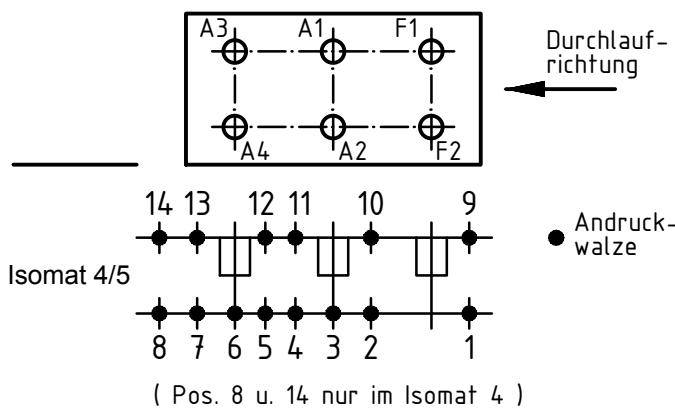 A3 A1 F1
Durchlauf-
richtung
A4 A2 F2
14 13 12 11 10 9
Andruck-
walze
Isomat 4/5
8 7 6 5 4 3 2 1
( Pos. 8 u. 14 nur im Isomat 4 )